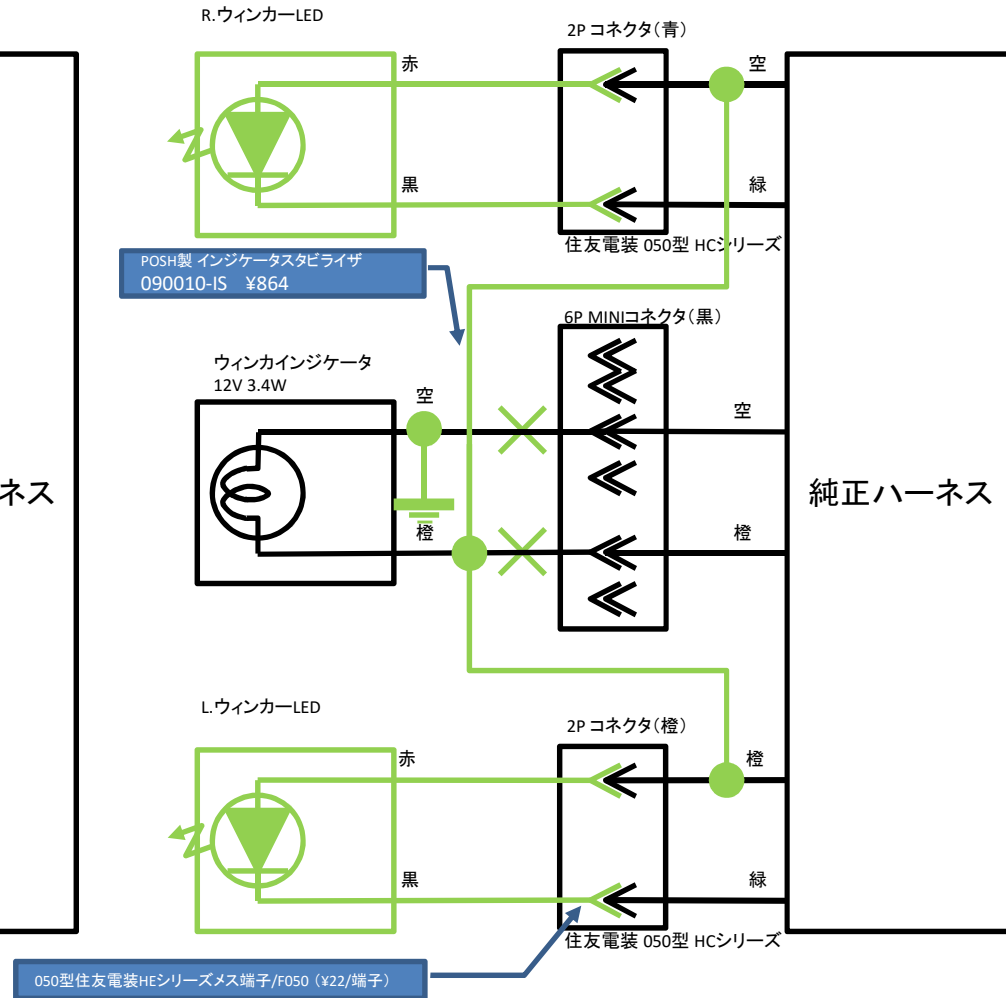 R.ウィンカーLED
2P コネクタ（青）
赤
空
黒
緑
住友電装 050型 HCシリーズ
POSH製 インジケータスタビライザ
090010-IS ¥864
6P MINIコネクタ（黒）
ウィンカインジケータ
12V 3.4W
空
空
ネス
純正ハーネス
橙
橙
L.ウィンカーLED
2P コネクタ（橙）
赤
橙
黒
緑
住友電装 050型 HCシリーズ
050型住友電装HEシリーズメス端子/F050（¥22/端子）